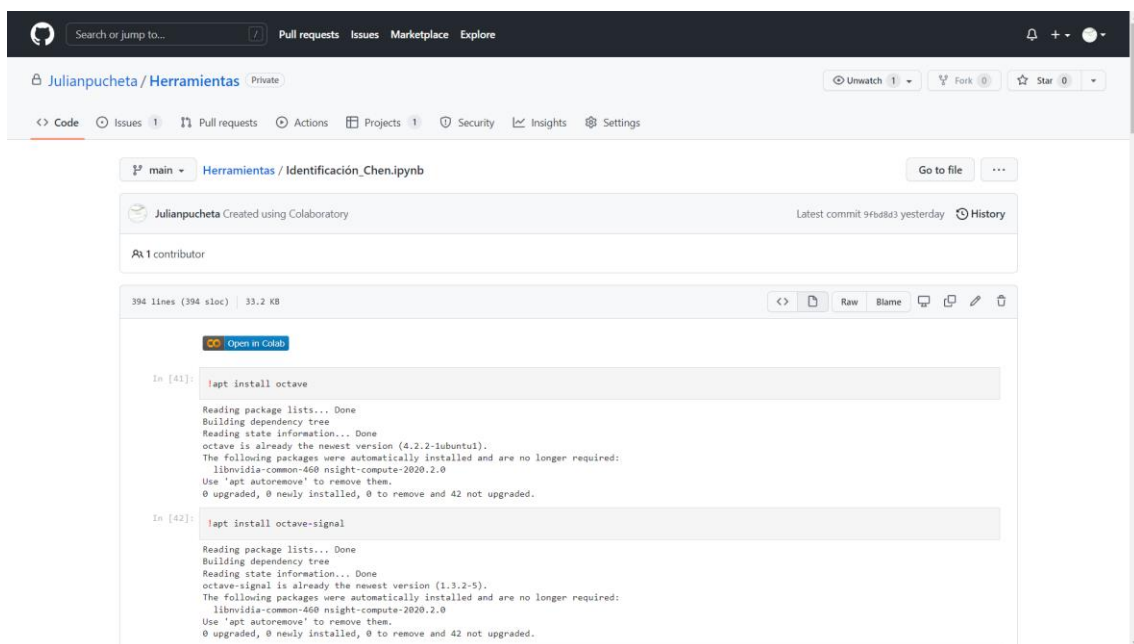 Search or jump to... / Pull requests Issues Marketplace Explore
Julianpucheta / Herramientas Private Unwatch 1 Fork 0 Star 0
<> Code Issues 1 Pull requests Actions Projects 1 Security Insights Settings
main Herramientas / Identificación_Chen.ipynb Go to file ...
Julianpucheta Created using Colaboratory Latest commit 9fbd8d3 yesterday History
1 contributor
394 lines (394 sloc) | 33.2 KB <> Raw Blame
Open in Colab
In [41]: !apt install octave
Reading package lists... Done
Building dependency tree
Reading state information... Done
octave is already the newest version (4.2.2-1ubuntu1).
The following packages were automatically installed and are no longer required:
libnvidia-common-460 nsight-compute-2020.2.0
Use 'apt autoremove' to remove them.
0 upgraded, 0 newly installed, 0 to remove and 42 not upgraded.
In [42]: !apt install octave-signal
Reading package lists... Done
Building dependency tree
Reading state information... Done
octave-signal is already the newest version (1.3.2-5).
The following packages were automatically installed and are no longer required:
libnvidia-common-460 nsight-compute-2020.2.0
Use 'apt autoremove' to remove them.
0 upgraded, 0 newly installed, 0 to remove and 42 not upgraded.